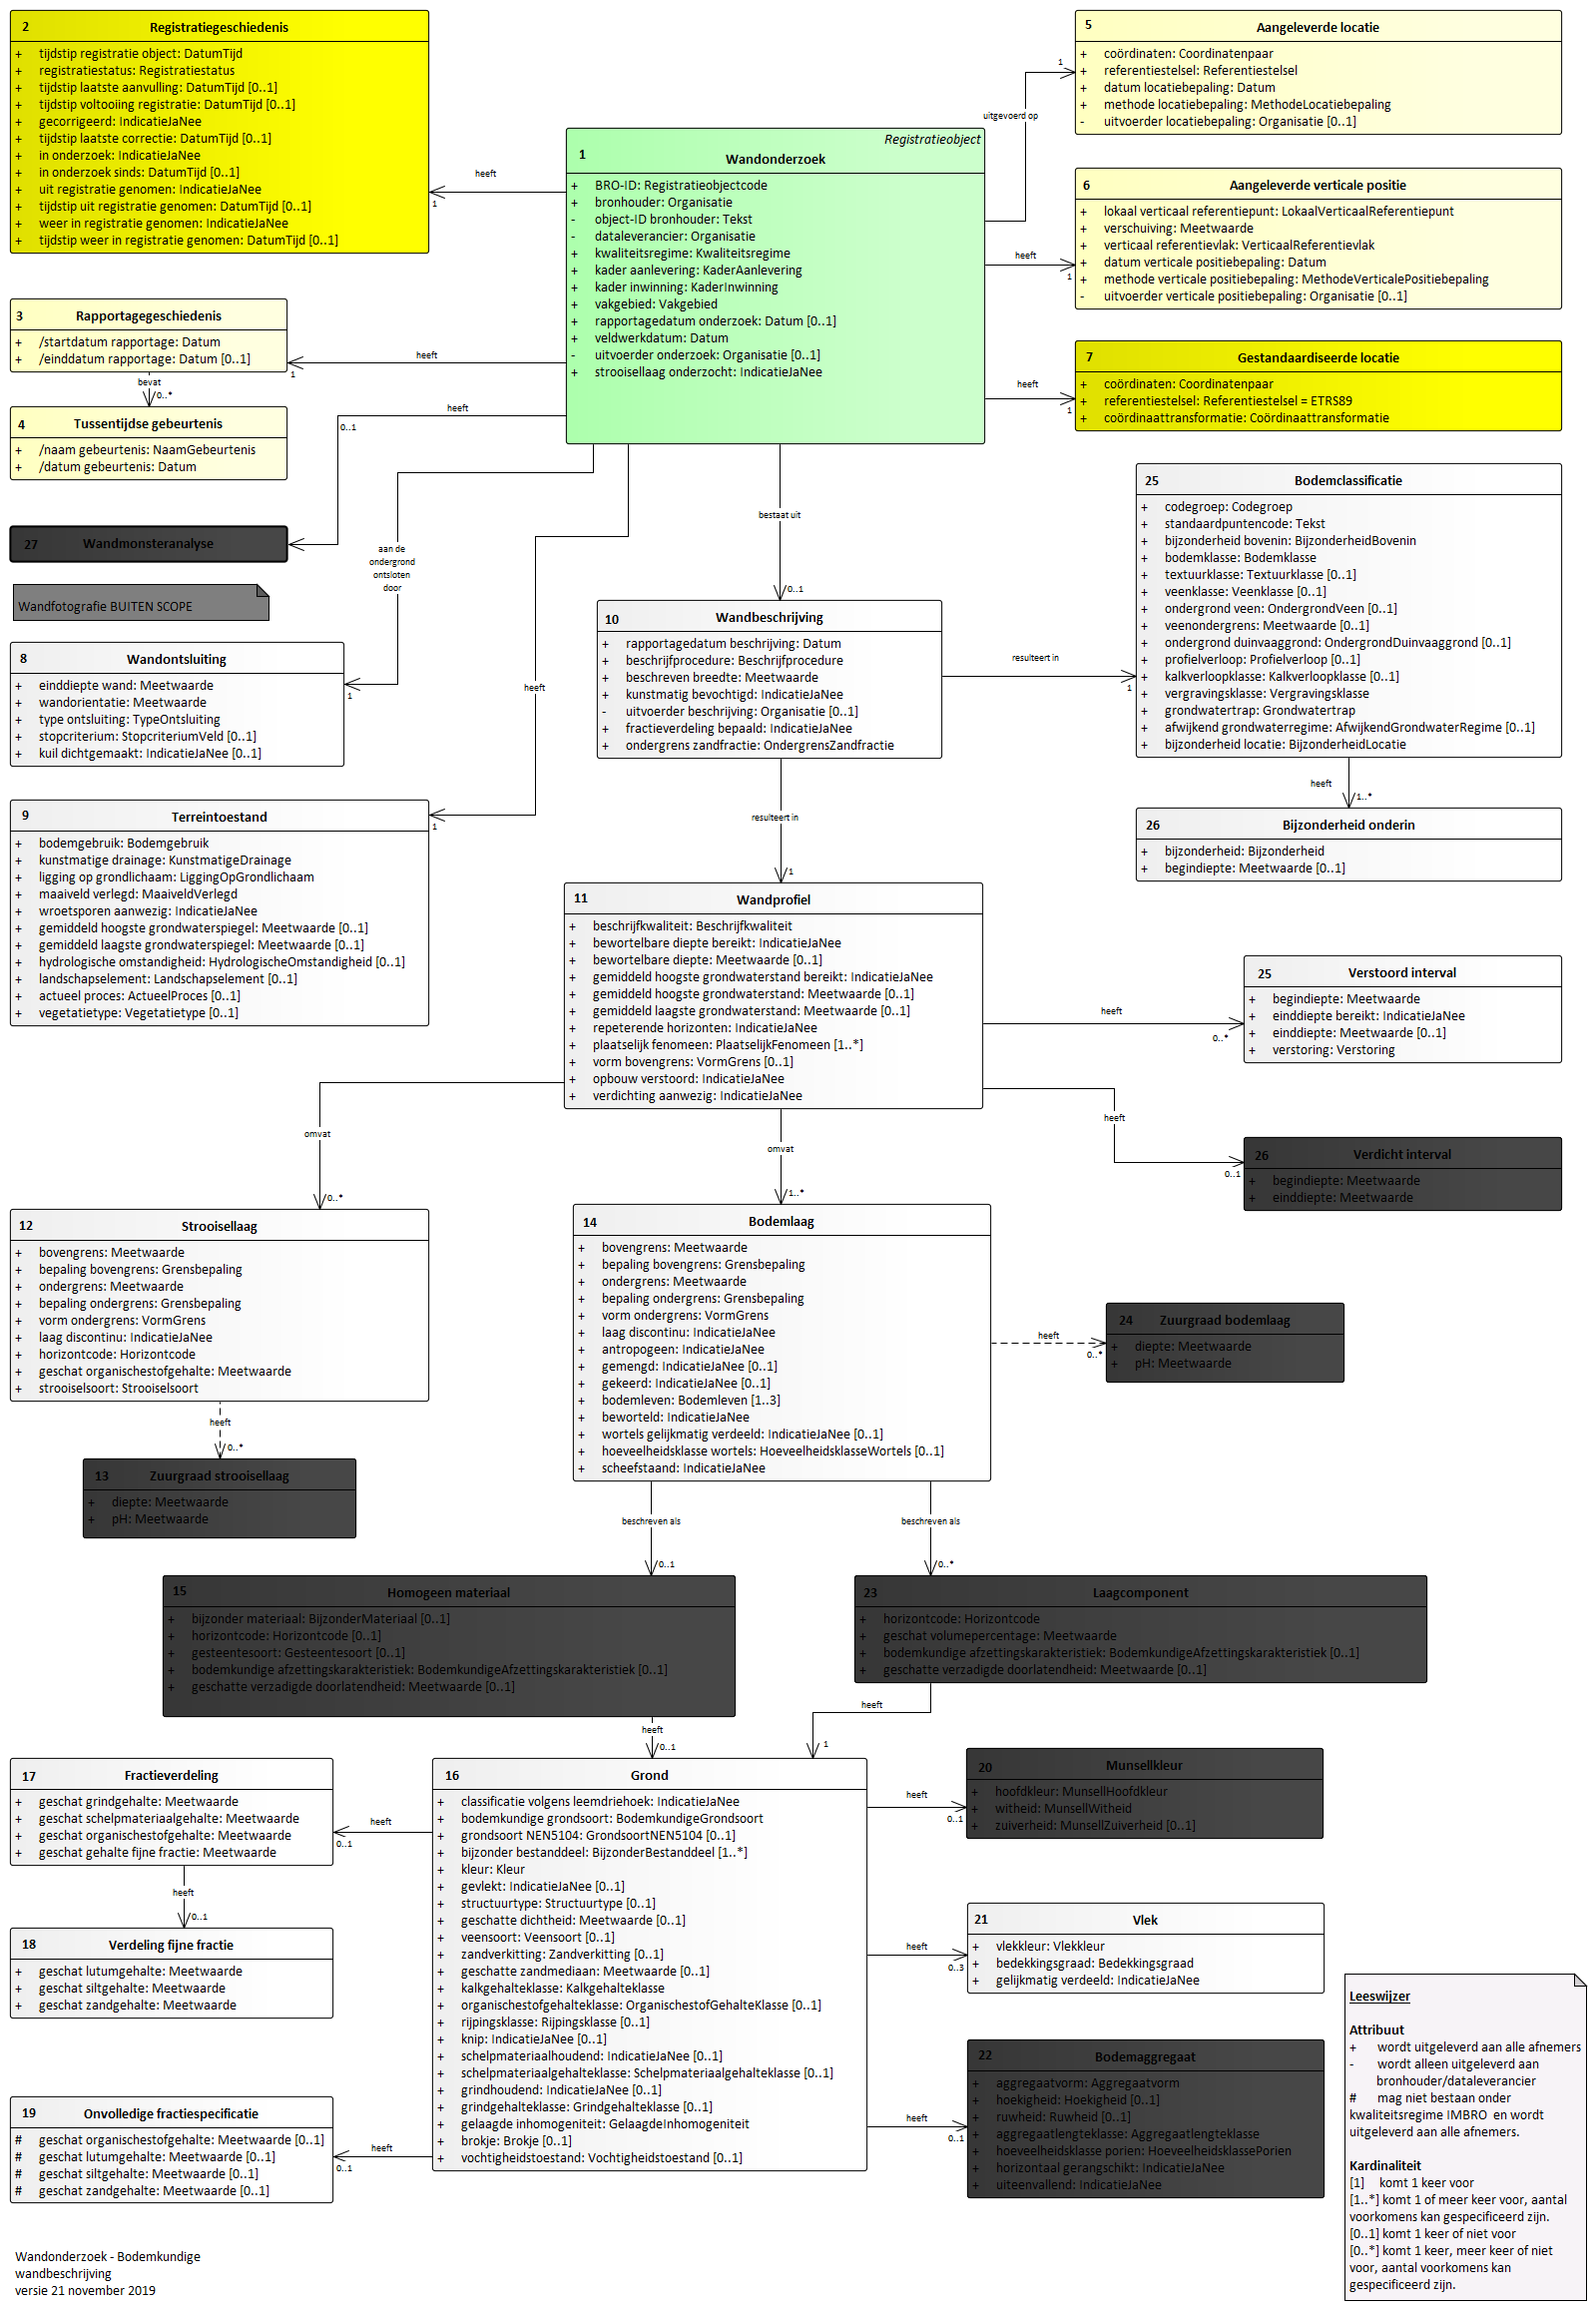 2 Registratiegeschiedenis
+ tijdstip registratie object: DatumTijd
+ registratiestatus: Registratiestatus
+ tijdstip laatste aanvulling: DatumTijd [0..1]
+ tijdstip voltooiing registratie: DatumTijd [0..1]
+ gecorrigeerd: IndicatieJaNee
+ tijdstip laatste correctie: DatumTijd [0..1]
+ in onderzoek: IndicatieJaNee
+ in onderzoek sinds: DatumTijd [0..1]
+ uit registratie genomen: IndicatieJaNee
+ tijdstip uit registratie genomen: DatumTijd [0..1]
+ weer in registratie genomen: IndicatieJaNee
+ tijdstip weer in registratie genomen: DatumTijd [0..1]
heeft
1
Registratieobject
1 Wandonderzoek
+ BRO-ID: Registratieobjectcode
+ bronhouder: Organisatie
- object-ID bronhouder: Tekst
- dataleverancier: Organisatie
+ kwaliteitsregime: Kwaliteitsregime
+ kader aanlevering: KaderAanlevering
+ kader inwinning: KaderInwinning
+ vakgebied: Vakgebied
+ rapportagedatum onderzoek: Datum [0..1]
+ veldwerkdatum: Datum
- uitvoerder onderzoek: Organisatie [0..1]
+ strooisellaag onderzocht: IndicatieJaNee
uitgevoerd op
1
5 Aangeleverde locatie
+ coördinaten: Coordinatenpaar
+ referentiestelsel: Referentiestelsel
+ datum locatiebepaling: Datum
+ methode locatiebepaling: MethodeLocatiebepaling
- uitvoerder locatiebepaling: Organisatie [0..1]
heeft
1
6 Aangeleverde verticale positie
+ lokaal verticaal referentiepunt: LokaalVerticaalReferentiepunt
+ verschuiving: Meetwaarde
+ verticaal referentievlak: VerticaalReferentievlak
+ datum verticale positiebepaling: Datum
+ methode verticale positiebepaling: MethodeVerticalePositiebepaling
- uitvoerder verticale positiebepaling: Organisatie [0..1]
heeft
1
7 Gestandaardiseerde locatie
+ coördinaten: Coordinatenpaar
+ referentiestelsel: Referentiestelsel = ETRS89
+ coördinaattransformatie: Coördinaattransformatie
3 Rapportagegeschiedenis
+ /startdatum rapportage: Datum
+ /einddatum rapportage: Datum [0..1]
heeft
1
bevat
0..*
4 Tussentijdse gebeurtenis
+ /naam gebeurtenis: NaamGebeurtenis
+ /datum gebeurtenis: Datum
heeft
0..1
27 Wandmonsteranalyse
Wandfotografie BUITEN SCOPE
aan de
ondergrond
ontsloten
door
1
8 Wandontsluiting
+ einddiepte wand: Meetwaarde
+ wandorientatie: Meetwaarde
+ type ontsluiting: TypeOntsluiting
+ stopcriterium: StopcriteriumVeld [0..1]
+ kuil dichtgemaakt: IndicatieJaNee [0..1]
heeft
1
9 Terreintoestand
+ bodemgebruik: Bodemgebruik
+ kunstmatige drainage: KunstmatigeDrainage
+ ligging op grondlichaam: LiggingOpGrondlichaam
+ maaiveld verlegd: MaaiveldVerlegd
+ wroetsporen aanwezig: IndicatieJaNee
+ gemiddeld hoogste grondwaterspiegel: Meetwaarde [0..1]
+ gemiddeld laagste grondwaterspiegel: Meetwaarde [0..1]
+ hydrologische omstandigheid: HydrologischeOmstandigheid [0..1]
+ landschapselement: Landschapselement [0..1]
+ actueel proces: ActueelProces [0..1]
+ vegetatietype: Vegetatietype [0..1]
bestaat uit
0..1
10 Wandbeschrijving
+ rapportagedatum beschrijving: Datum
+ beschrijfprocedure: Beschrijfprocedure
+ beschreven breedte: Meetwaarde
+ kunstmatig bevochtigd: IndicatieJaNee
- uitvoerder beschrijving: Organisatie [0..1]
+ fractieverdeling bepaald: IndicatieJaNee
+ ondergrens zandfractie: OndergrensZandfractie
resulteert in
1
25 Bodemclassificatie
+ codegroep: Codegroep
+ standaardpuntencode: Tekst
+ bijzonderheid bovenin: BijzonderheidBovenin
+ bodemklasse: Bodemklasse
+ textuurklasse: Textuurklasse [0..1]
+ veenklasse: Veenklasse [0..1]
+ ondergrond veen: OndergrondVeen [0..1]
+ veenondergrens: Meetwaarde [0..1]
+ ondergrond duinvaaggrond: OndergrondDuinvaaggrond [0..1]
+ profielverloop: Profielverloop [0..1]
+ kalkverloopklasse: Kalkverloopklasse [0..1]
+ vergravingsklasse: Vergravingsklasse
+ grondwatertrap: Grondwatertrap
+ afwijkend grondwaterregime: AfwijkendGrondwaterRegime [0..1]
+ bijzonderheid locatie: BijzonderheidLocatie
heeft
1..*
26 Bijzonderheid onderin
+ bijzonderheid: Bijzonderheid
+ begindiepte: Meetwaarde [0..1]
resulteert in
1
11 Wandprofiel
+ beschrijfkwaliteit: Beschrijfkwaliteit
+ bewortelbare diepte bereikt: IndicatieJaNee
+ bewortelbare diepte: Meetwaarde [0..1]
+ gemiddeld hoogste grondwaterstand bereikt: IndicatieJaNee
+ gemiddeld hoogste grondwaterstand: Meetwaarde [0..1]
+ gemiddeld laagste grondwaterstand: Meetwaarde [0..1]
+ repeterende horizonten: IndicatieJaNee
+ plaatselijk fenomeen: PlaatselijkFenomeen [1..*]
+ vorm bovengrens: VormGrens [0..1]
+ opbouw verstoord: IndicatieJaNee
+ verdichting aanwezig: IndicatieJaNee
heeft
0..*
25 Verstoord interval
+ begindiepte: Meetwaarde
+ einddiepte bereikt: IndicatieJaNee
+ einddiepte: Meetwaarde [0..1]
+ verstoring: Verstoring
heeft
0..1
26 Verdicht interval
+ begindiepte: Meetwaarde
+ einddiepte: Meetwaarde
omvat
0..*
12 Strooisellaag
+ bovengrens: Meetwaarde
+ bepaling bovengrens: Grensbepaling
+ ondergrens: Meetwaarde
+ bepaling ondergrens: Grensbepaling
+ vorm ondergrens: VormGrens
+ laag discontinu: IndicatieJaNee
+ horizontcode: Horizontcode
+ geschat organischestofgehalte: Meetwaarde
+ strooiselsoort: Strooiselsoort
heeft
0..*
13 Zuurgraad strooisellaag
+ diepte: Meetwaarde
+ pH: Meetwaarde
omvat
1..*
14 Bodemlaag
+ bovengrens: Meetwaarde
+ bepaling bovengrens: Grensbepaling
+ ondergrens: Meetwaarde
+ bepaling ondergrens: Grensbepaling
+ vorm ondergrens: VormGrens
+ laag discontinu: IndicatieJaNee
+ antropogeen: IndicatieJaNee
+ gemengd: IndicatieJaNee [0..1]
+ gekeerd: IndicatieJaNee [0..1]
+ bodemleven: Bodemleven [1..3]
+ beworteld: IndicatieJaNee
+ wortels gelijkmatig verdeeld: IndicatieJaNee [0..1]
+ hoeveelheidsklasse wortels: HoeveelheidsklasseWortels [0..1]
+ scheefstaand: IndicatieJaNee
heeft
0..*
24 Zuurgraad bodemlaag
+ diepte: Meetwaarde
+ pH: Meetwaarde
beschreven als
0..1
beschreven als
0..*
15 Homogeen materiaal
+ bijzonder materiaal: BijzonderMateriaal [0..1]
+ horizontcode: Horizontcode [0..1]
+ gesteentesoort: Gesteentesoort [0..1]
+ bodemkundige afzettingskarakteristiek: BodemkundigeAfzettingskarakteristiek [0..1]
+ geschatte verzadigde doorlatendheid: Meetwaarde [0..1]
23 Laagcomponent
+ horizontcode: Horizontcode
+ geschat volumepercentage: Meetwaarde
+ bodemkundige afzettingskarakteristiek: BodemkundigeAfzettingskarakteristiek [0..1]
+ geschatte verzadigde doorlatendheid: Meetwaarde [0..1]
heeft
0..1
heeft
1
17 Fractieverdeling
+ geschat grindgehalte: Meetwaarde
+ geschat schelpmateriaalgehalte: Meetwaarde
+ geschat organischestofgehalte: Meetwaarde
+ geschat gehalte fijne fractie: Meetwaarde
heeft
0..1
heeft
0..1
18 Verdeling fijne fractie
+ geschat lutumgehalte: Meetwaarde
+ geschat siltgehalte: Meetwaarde
+ geschat zandgehalte: Meetwaarde
19 Onvolledige fractiespecificatie
# geschat organischestofgehalte: Meetwaarde [0..1]
# geschat lutumgehalte: Meetwaarde [0..1]
# geschat siltgehalte: Meetwaarde [0..1]
# geschat zandgehalte: Meetwaarde [0..1]
heeft
0..1
16 Grond
+ classificatie volgens leemdriehoek: IndicatieJaNee
+ bodemkundige grondsoort: BodemkundigeGrondsoort
+ grondsoort NEN5104: GrondsoortNEN5104 [0..1]
+ bijzonder bestanddeel: BijzonderBestanddeel [1..*]
+ kleur: Kleur
+ gevlekt: IndicatieJaNee [0..1]
+ structuurtype: Structuurtype [0..1]
+ geschatte dichtheid: Meetwaarde [0..1]
+ veensoort: Veensoort [0..1]
+ zandverkitting: Zandverkitting [0..1]
+ geschatte zandmediaan: Meetwaarde [0..1]
+ kalkgehalteklasse: Kalkgehalteklasse
+ organischestofgehalteklasse: OrganischestofGehalteKlasse [0..1]
+ rijpingsklasse: Rijpingsklasse [0..1]
+ knip: IndicatieJaNee [0..1]
+ schelpmateriaalhoudend: IndicatieJaNee [0..1]
+ schelpmateriaalgehalteklasse: Schelpmateriaalgehalteklasse [0..1]
+ grindhoudend: IndicatieJaNee [0..1]
+ grindgehalteklasse: Grindgehalteklasse [0..1]
+ gelaagde inhomogeniteit: GelaagdeInhomogeniteit
+ brokje: Brokje [0..1]
+ vochtigheidstoestand: Vochtigheidstoestand [0..1]
heeft
0..1
20 Munsellkleur
+ hoofdkleur: MunsellHoofdkleur
+ witheid: MunsellWitheid
+ zuiverheid: MunsellZuiverheid [0..1]
heeft
0..3
21 Vlek
+ vlekkleur: Vlekkleur
+ bedekkingsgraad: Bedekkingsgraad
+ gelijkmatig verdeeld: IndicatieJaNee
heeft
0..1
22 Bodemaggregaat
+ aggregaatvorm: Aggregaatvorm
+ hoekigheid: Hoekigheid [0..1]
+ ruwheid: Ruwheid [0..1]
+ aggregaatlengteklasse: Aggregaatlengteklasse
+ hoeveelheidsklasse porien: HoeveelheidsklassePorien
+ horizontaal gerangschikt: IndicatieJaNee
+ uiteenvallend: IndicatieJaNee
Leeswijzer
Attribuut
+ wordt uitgeleverd aan alle afnemers
- wordt alleen uitgeleverd aan
bronhouder/dataleverancier
# mag niet bestaan onder
kwaliteitsregime IMBRO en wordt
uitgeleverd aan alle afnemers.
Kardinaliteit
[1] komt 1 keer voor
[1..*] komt 1 of meer keer voor, aantal
voorkomens kan gespecificeerd zijn.
[0..1] komt 1 keer of niet voor
[0..*] komt 1 keer, meer keer of niet
voor, aantal voorkomens kan
gespecificeerd zijn.
Wandonderzoek - Bodemkundige
wandbeschrijving
versie 21 november 2019